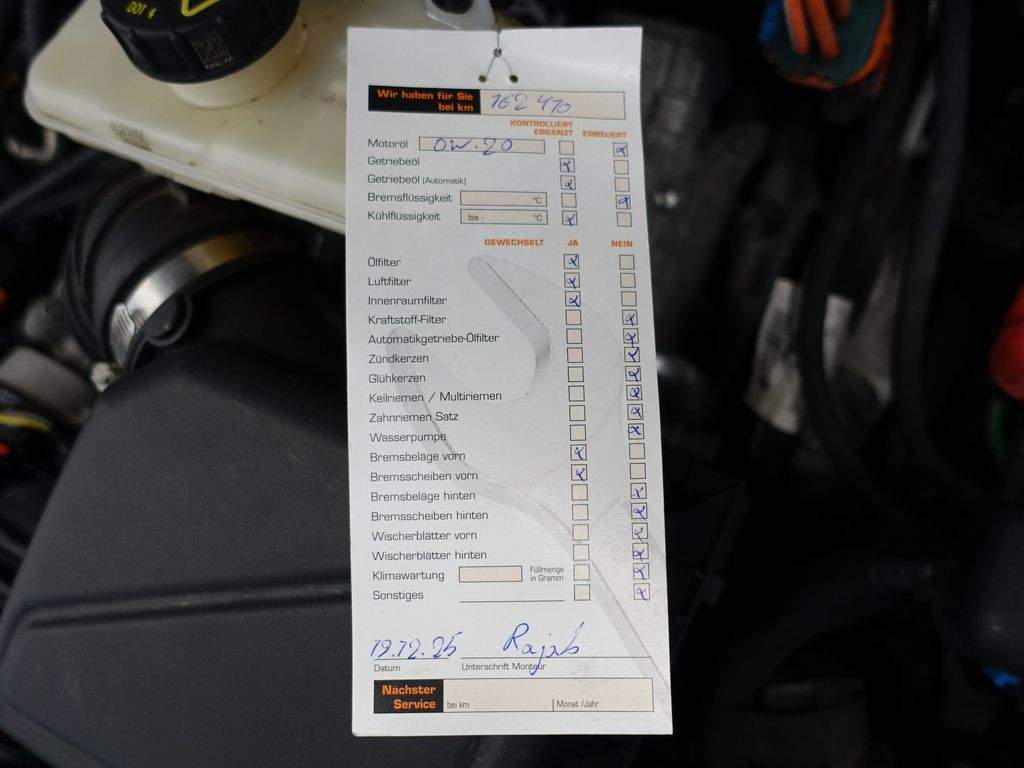 DOT 4
Wir haben für Sie
bei km 162 470
KONTROLLIERT
ERGÄNZT ERNEUERT
Motoröl 0W-20 x
Getriebeöl x
Getriebeöl (Automatik) x
Bremsflüssigkeit °C x
Kühlflüssigkeit bis - °C x
GEWECHSELT JA NEIN
Ölfilter x
Luftfilter x
Innenraumfilter x
Kraftstoff-Filter x
Automatikgetriebe-Ölfilter x
Zündkerzen x
Glühkerzen x
Keilriemen / Multiriemen x
Zahnriemen Satz x
Wasserpumpe x
Bremsbeläge vorn x
Bremsscheiben vorn x
Bremsbeläge hinten x
Bremsscheiben hinten x
Wischerblätter vorn x
Wischerblätter hinten x
Klimawartung Füllmenge in Gramm x
Sonstiges x
19.12.25 Rajab
Datum Unterschrift Monteur
Nächster
Service bei km Monat /Jahr